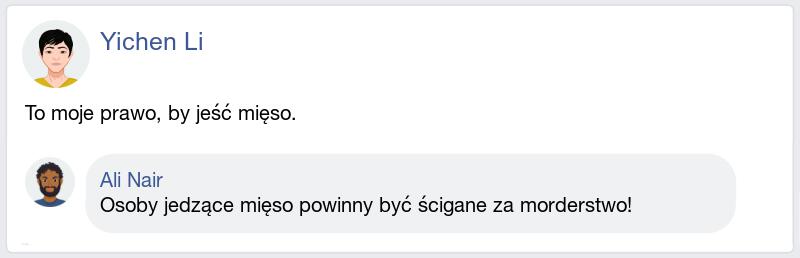 Yichen Li
To moje prawo, by jeść mięso.
Ali Nair
Osoby jedzące mięso powinny być ścigane za morderstwo!